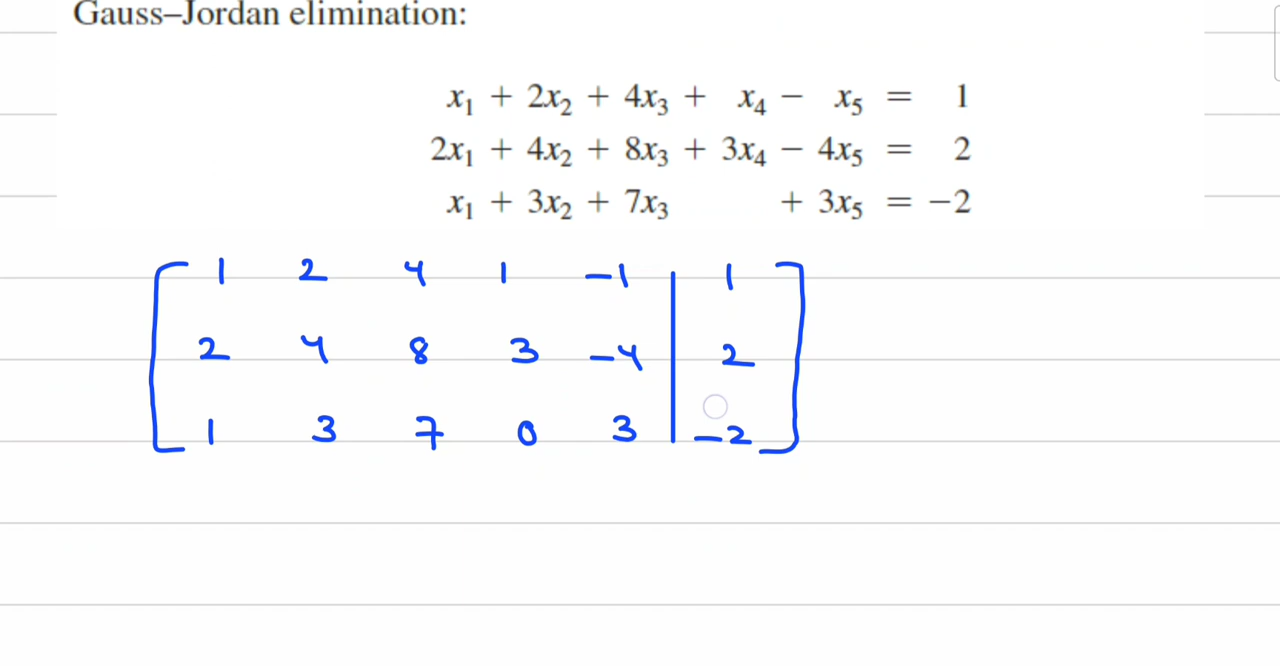 Gauss–Jordan elimination:
x₁ + 2x₂ + 4x₃ + x₄ − x₅ = 1
2x₁ + 4x₂ + 8x₃ + 3x₄ − 4x₅ = 2
x₁ + 3x₂ + 7x₃ + 3x₅ = −2
1 2 4 1 −1 | 1
2 4 8 3 −4 | 2
1 3 7 0 3 | −2